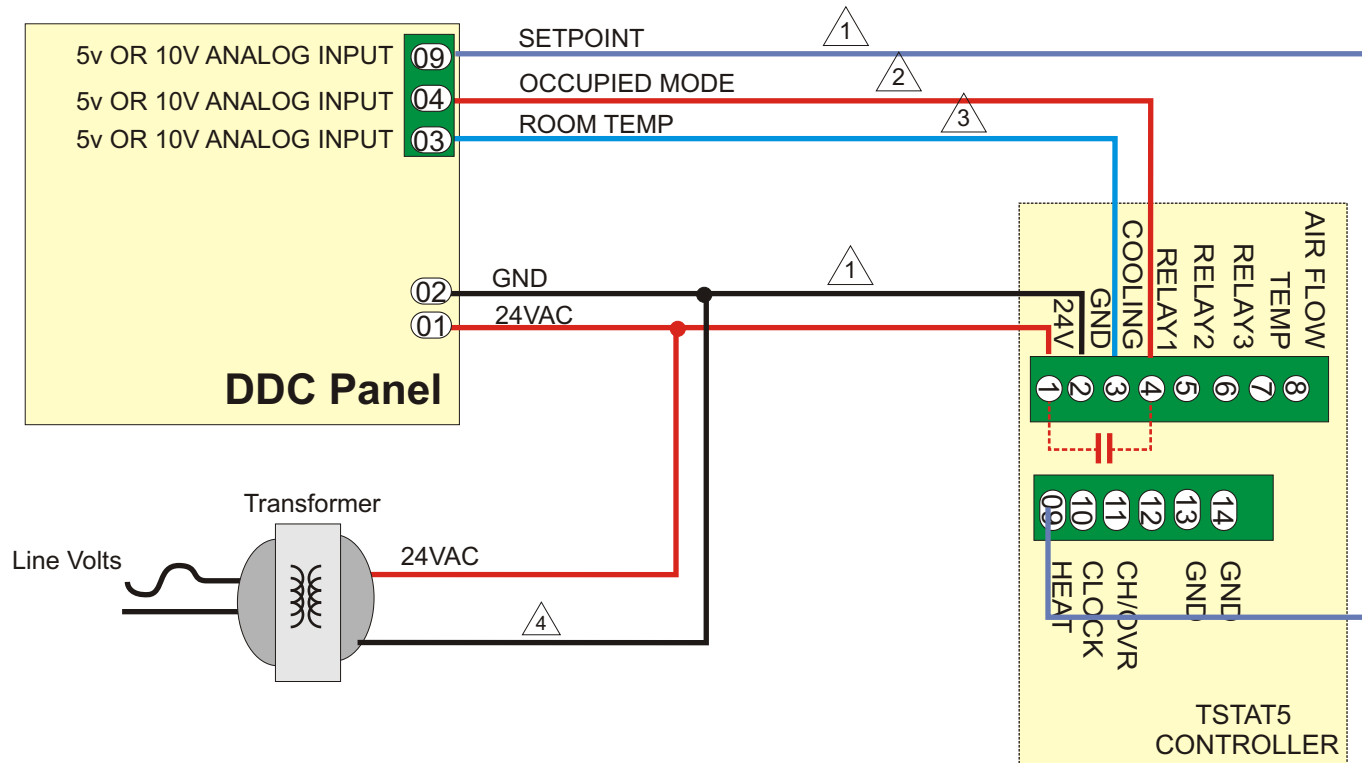 5v OR 10V ANALOG INPUT 09 SETPOINT 1
5v OR 10V ANALOG INPUT 04 OCCUPIED MODE 2
5v OR 10V ANALOG INPUT 03 ROOM TEMP 3
02 GND 1
01 24VAC
DDC Panel
24V
GND
COOLING
RELAY1
RELAY2
RELAY3
TEMP
AIR FLOW
1 2 3 4 5 6 7 8
Transformer
Line Volts
24VAC
4
09 10 11 12 13 14
HEAT
CLOCK
CH/OVR
GND
GND
TSTAT5
CONTROLLER